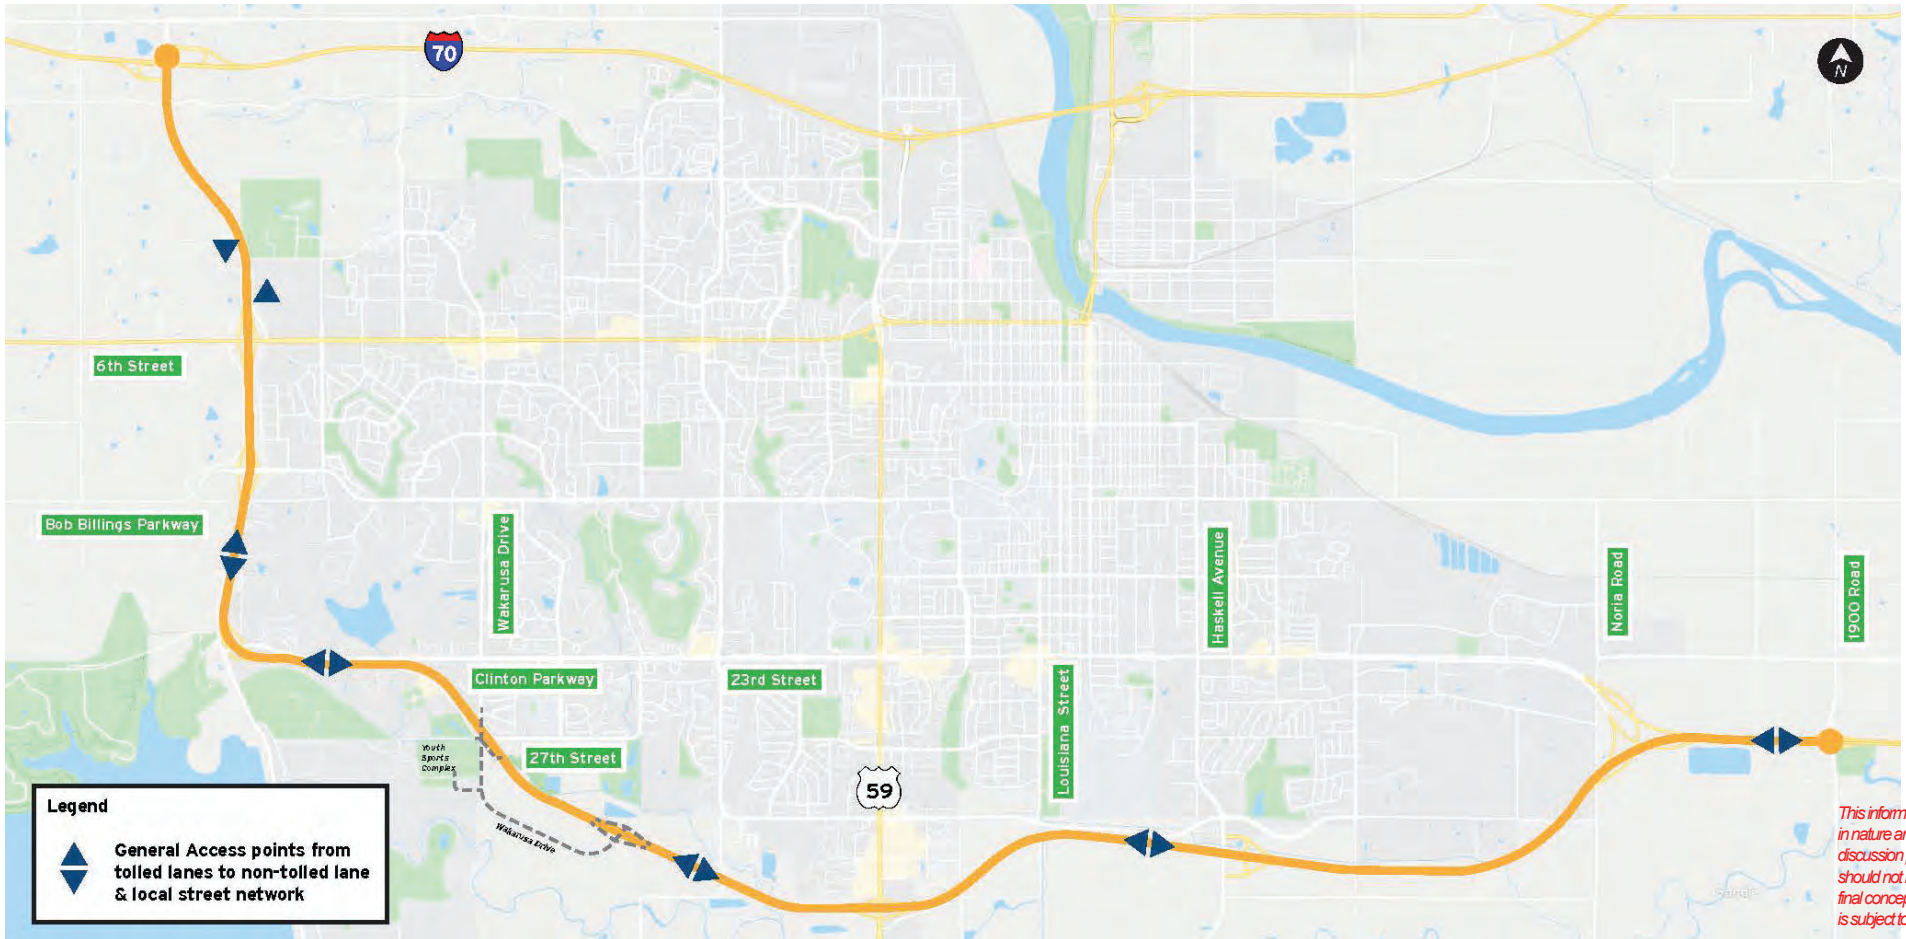 70
N
6th Street
Bob Billings Parkway
Wakarusa Drive
Haskell Avenue
Noria Road
1900 Road
Clinton Parkway
23rd Street
Louisiana Street
27th Street
Youth
Sports
Complex
59
Wakarusa Drive
Legend
General Access points from
tolled lanes to non-tolled lane
& local street network
This inform
in nature an
discussion
should not
final concep
is subject to
Google